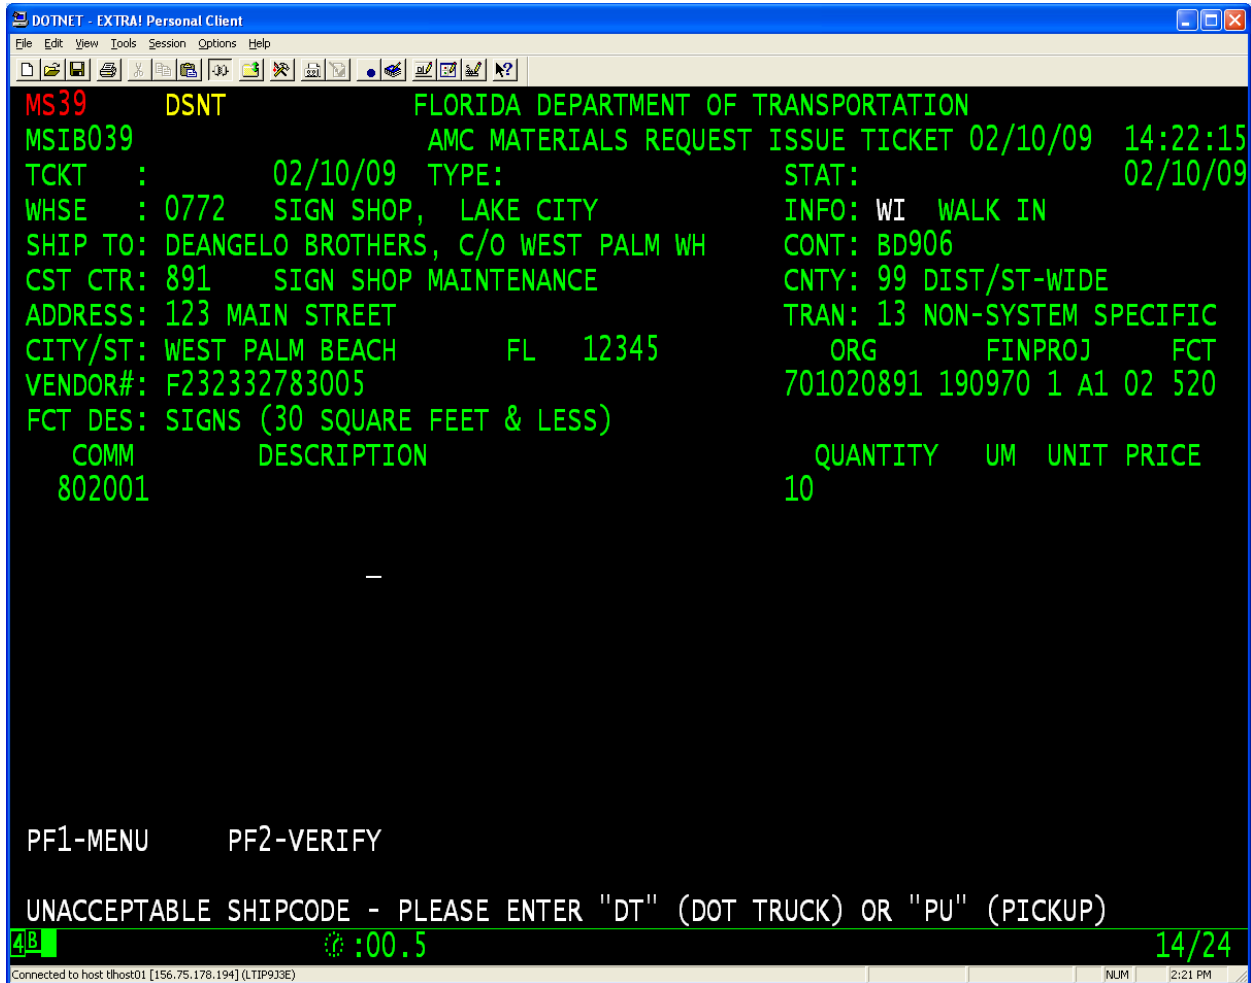 DOTNET - EXTRA! Personal Client
File Edit View Tools Session Options Help
MS39 DSNT FLORIDA DEPARTMENT OF TRANSPORTATION
MSIB039 AMC MATERIALS REQUEST ISSUE TICKET 02/10/09 14:22:15
TCKT : 02/10/09 TYPE: STAT: 02/10/09
WHSE : 0772 SIGN SHOP, LAKE CITY INFO: WI WALK IN
SHIP TO: DEANGELO BROTHERS, C/O WEST PALM WH CONT: BD906
CST CTR: 891 SIGN SHOP MAINTENANCE CNTY: 99 DIST/ST-WIDE
ADDRESS: 123 MAIN STREET TRAN: 13 NON-SYSTEM SPECIFIC
CITY/ST: WEST PALM BEACH FL 12345 ORG FINPROJ FCT
VENDOR#: F232332783005 701020891 190970 1 A1 02 520
FCT DES: SIGNS (30 SQUARE FEET & LESS)
COMM DESCRIPTION QUANTITY UM UNIT PRICE
802001 10
_
PF1-MENU PF2-VERIFY
UNACCEPTABLE SHIPCODE - PLEASE ENTER "DT" (DOT TRUCK) OR "PU" (PICKUP)
4B :00.5 14/24
Connected to host tlhost01 [156.75.178.194] (LTIP9J3E) NUM 2:21 PM